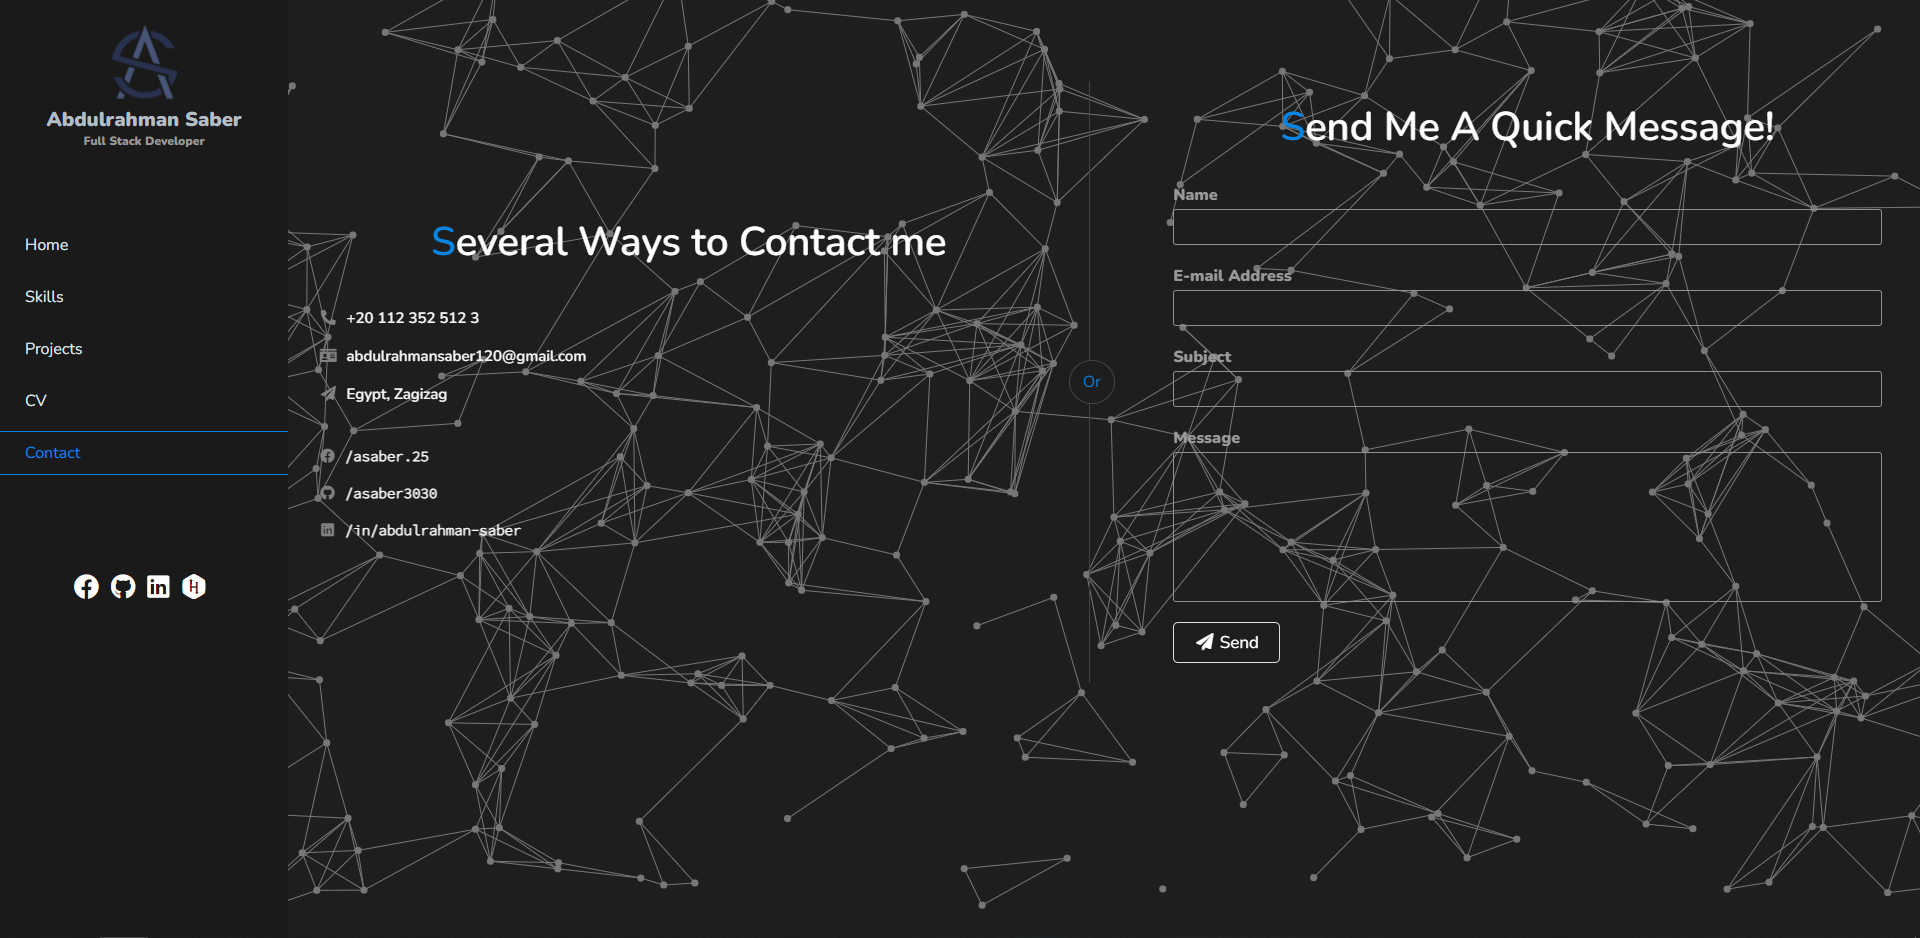 Abdulrahman Saber
Full Stack Developer
Home
Skills
Projects
CV
Contact
Several Ways to Contact me
+20 112 352 512 3
abdulrahmansaber120@gmail.com
Egypt, Zagizag
/asaber.25
/asaber3030
/in/abdulrahman-saber
Or
Send Me A Quick Message!
Name
E-mail Address
Subject
Message
Send